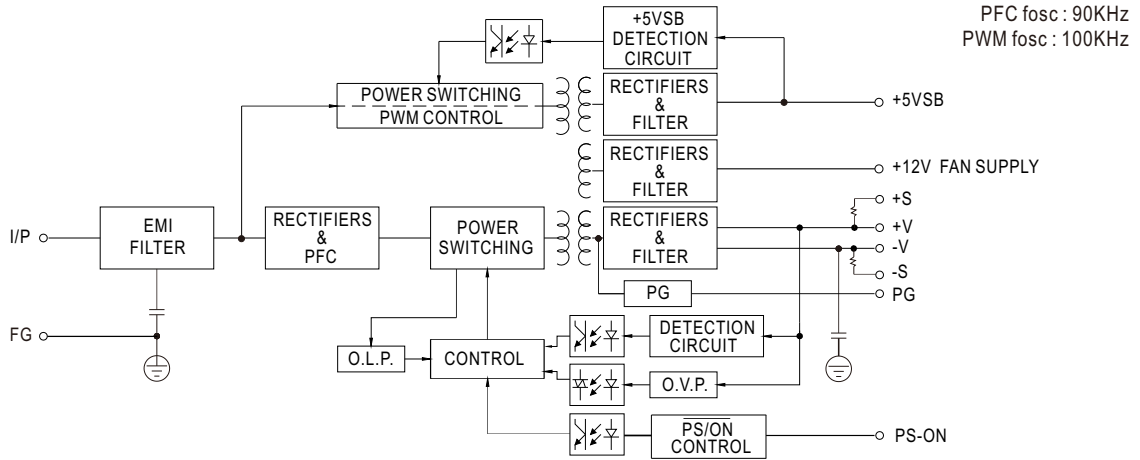 PFC fosc : 90KHz
PWM fosc : 100KHz
+5VSB
DETECTION
CIRCUIT
POWER SWITCHING
PWM CONTROL
RECTIFIERS
&
FILTER
+5VSB
RECTIFIERS
&
FILTER
+12V FAN SUPPLY
I/P
EMI
FILTER
RECTIFIERS
&
PFC
POWER
SWITCHING
RECTIFIERS
&
FILTER
+S
+V
-V
-S
PG
PG
FG
O.L.P.
CONTROL
DETECTION
CIRCUIT
O.V.P.
PS/ON
CONTROL
PS-ON